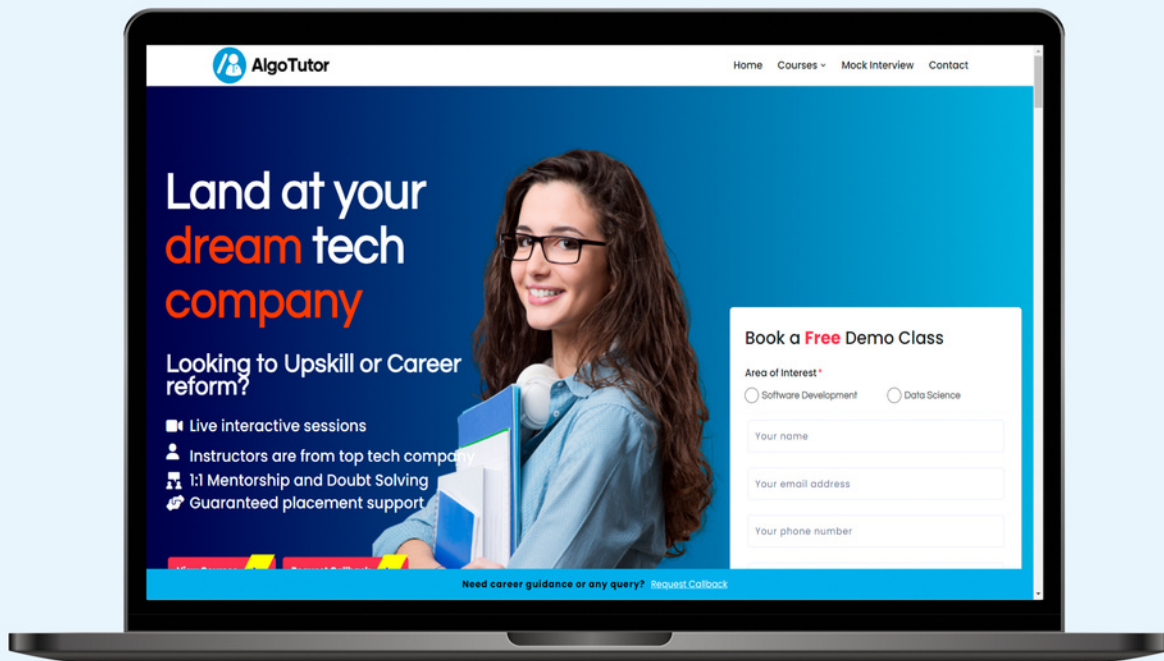 AlgoTutor
Home Courses Mock Interview Contact
Land at your
dream tech
company
Looking to Upskill or Career
reform?
Live interactive sessions
Instructors are from top tech company
1:1 Mentorship and Doubt Solving
Guaranteed placement support
Book a Free Demo Class
Area of Interest*
Software Development Data Science
Your name
Your email address
Your phone number
Need career guidance or any query? Request Callback